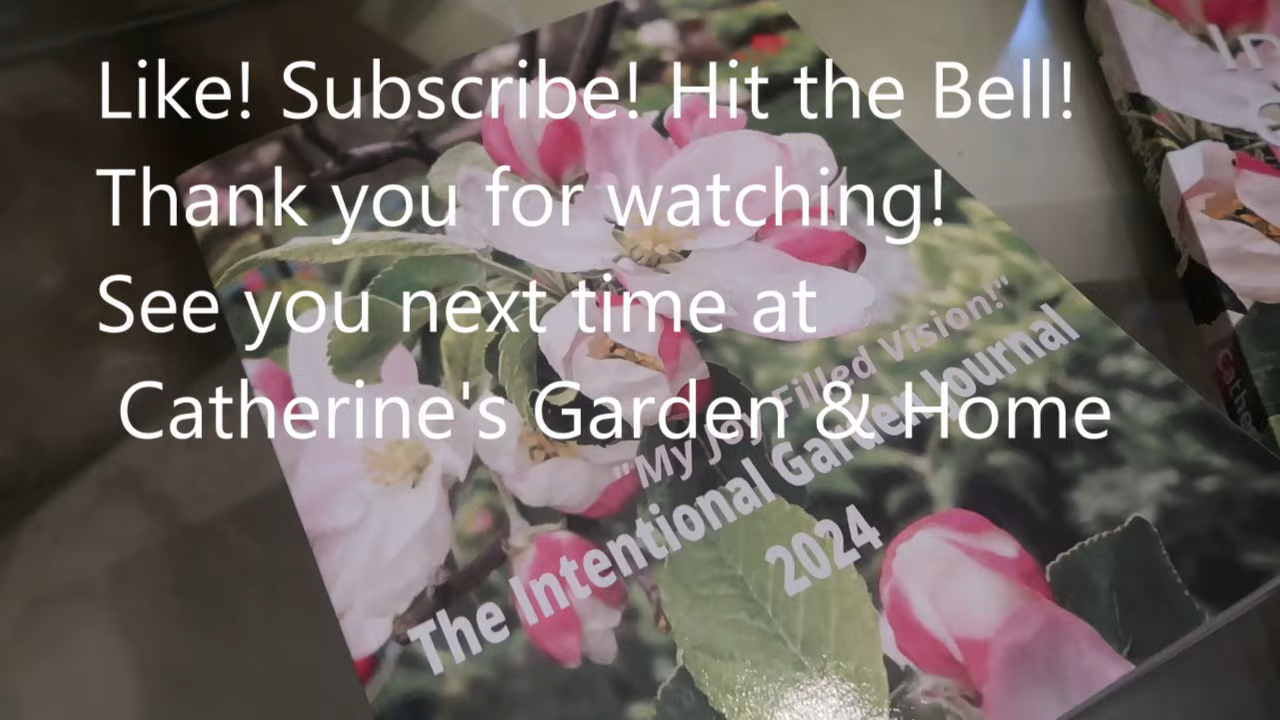 Like! Subscribe! Hit the Bell!
Thank you for watching!
See you next time at
Catherine's Garden & Home
"My Joy Filled Vision!"
The Intentional Garden Journal
2024